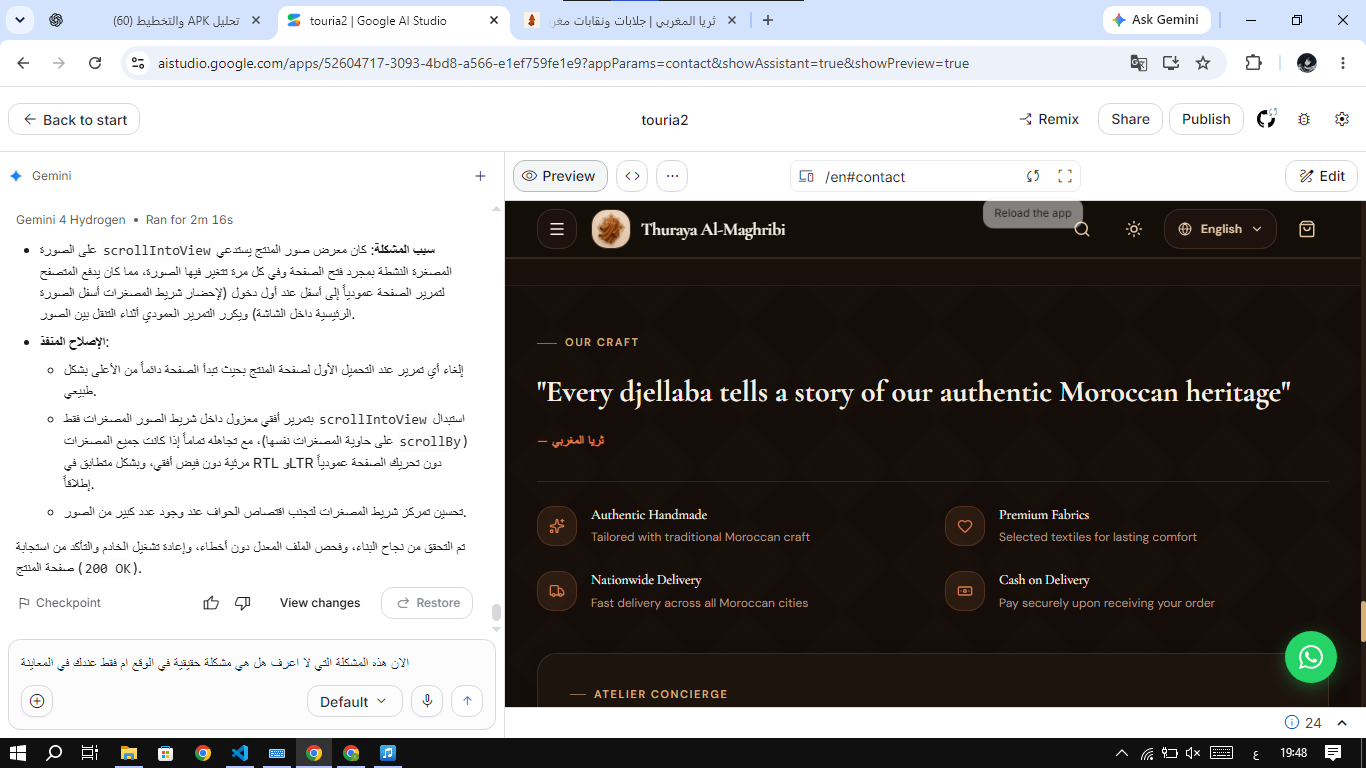 تحليل APK والتخطيط (60)
touria2 | Google AI Studio
ثريا المغربي | جلابات ونقابات مغر
Ask Gemini
aistudio.google.com/apps/52604717-3093-4bd8-a566-e1ef759fe1e9?appParams=contact&showAssistant=true&showPreview=true
Back to start
touria2
Remix
Share
Publish
Gemini
Preview
/en#contact
Edit
Gemini 4 Hydrogen • Ran for 2m 16s
سبب المشكلة: كان معرض صور المنتج يستدعي scrollIntoView على الصورة
المصغرة النشطة بمجرد فتح الصفحة وفي كل مرة تتغير فيها الصورة، مما كان يدفع المتصفح
لتمرير الصفحة عمودياً إلى أسفل عند أول دخول (لإحضار شريط المصغرات أسفل الصورة
الرئيسية داخل الشاشة) ويكرر التمرير العمودي أثناء التنقل بين الصور.
الإصلاح المنفذ:
إلغاء أي تمرير عند التحميل الأول لصفحة المنتج بحيث تبدأ الصفحة دائماً من الأعلى بشكل
طبيعي.
استبدال scrollIntoView بتمرير أفقي معزول داخل شريط الصور المصغرات فقط
(scrollBy على حاوية المصغرات نفسها)، مع تجاهله تماماً إذا كانت جميع المصغرات
مرئية دون فيض أفقي، وبشكل متطابق في RTL وLTR دون تحريك الصفحة عمودياً
إطلاقاً.
تحسين تمركز شريط المصغرات لتجنب اقتصاص الحواف عند وجود عدد كبير من الصور.
تم التحقق من نجاح البناء، وفحص الملف المعدل دون أخطاء، وإعادة تشغيل الخادم والتأكد من استجابة
صفحة المنتج (200 OK).
Checkpoint
View changes
Restore
الان هذه المشكلة التي لا اعرف هل هي مشكلة حقيقية في الوقع ام فقط عندك في المعاينة
Default
Reload the app
Thuraya Al-Maghribi
English
OUR CRAFT
"Every djellaba tells a story of our authentic Moroccan heritage"
— ثريا المغربي
Authentic Handmade
Tailored with traditional Moroccan craft
Premium Fabrics
Selected textiles for lasting comfort
Nationwide Delivery
Fast delivery across all Moroccan cities
Cash on Delivery
Pay securely upon receiving your order
ATELIER CONCIERGE
24
ع
19:48